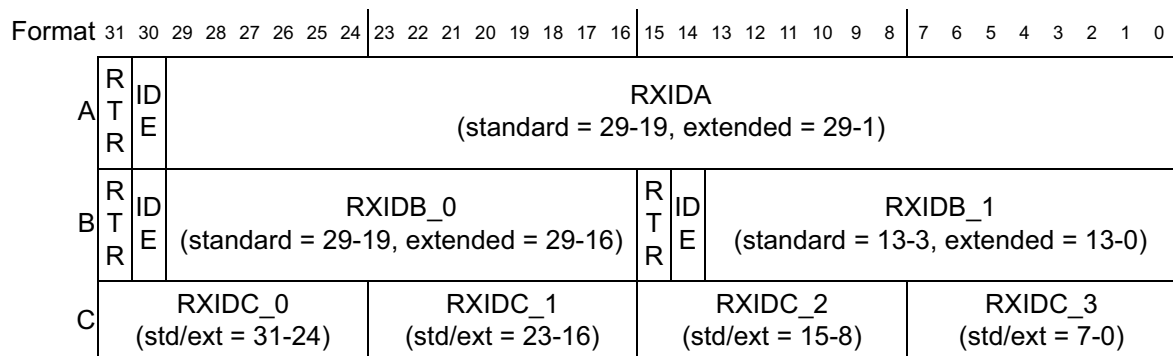 Format 31 30 29 28 27 26 25 24 23 22 21 20 19 18 17 16 15 14 13 12 11 10 9 8 7 6 5 4 3 2 1 0
A RTR IDE RXIDA
(standard = 29-19, extended = 29-1)
B RTR IDE RXIDB_0 RTR IDE RXIDB_1
(standard = 29-19, extended = 29-16) (standard = 13-3, extended = 13-0)
C RXIDC_0 RXIDC_1 RXIDC_2 RXIDC_3
(std/ext = 31-24) (std/ext = 23-16) (std/ext = 15-8) (std/ext = 7-0)